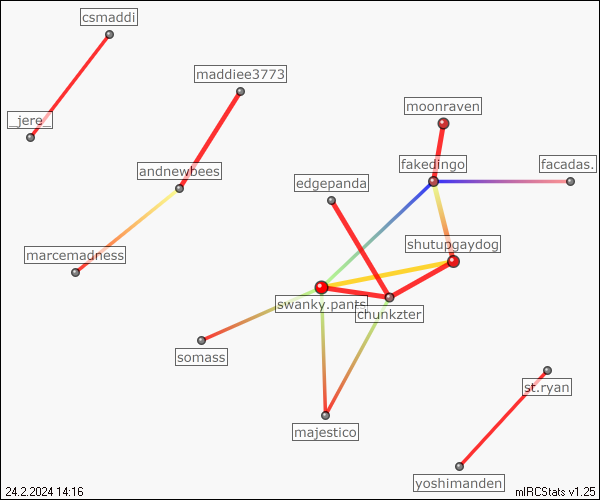 csmaddi
maddiee3773
moonraven
_jere_
fakedingo
facadas.
andnewbees
edgepanda
shutupgaydog
marcemadness
swanky.pants
chunkzter
somass
st.ryan
majestico
yoshimanden
24.2.2024 14:16
mIRCStats v1.25